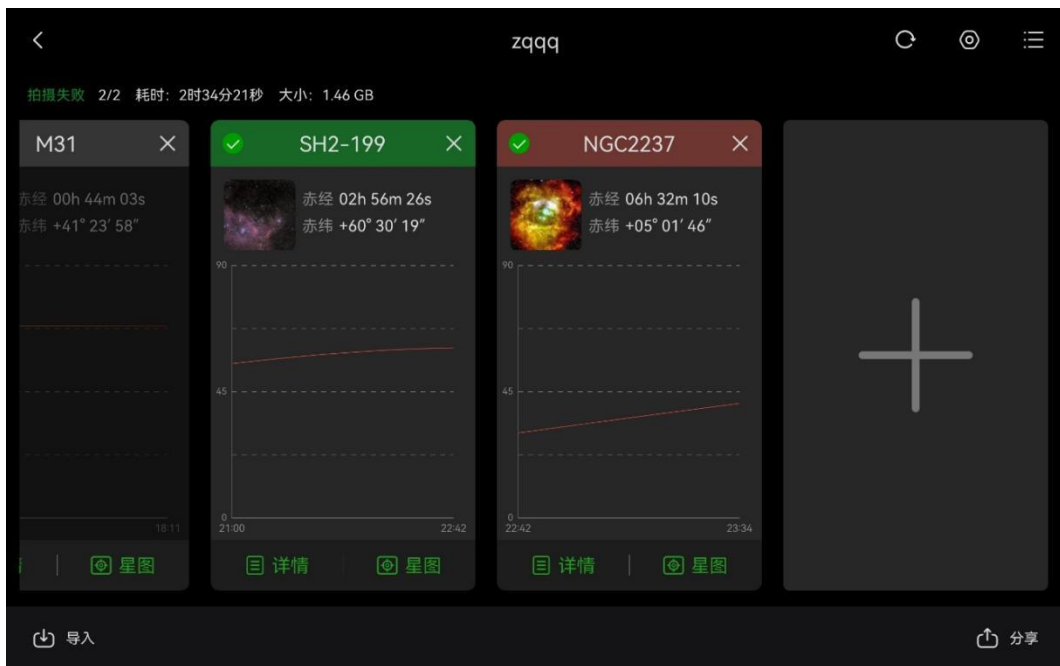 zqqq
拍摄失败 2/2 耗时: 2时34分21秒 大小: 1.46 GB
M31
赤经 00h 44m 03s
赤纬 +41° 23′ 58″
18:11
星图
SH2-199
赤经 02h 56m 26s
赤纬 +60° 30′ 19″
90
45
0
21:00 22:42
详情 星图
NGC2237
赤经 06h 32m 10s
赤纬 +05° 01′ 46″
90
45
0
22:42 23:34
详情 星图
导入 分享